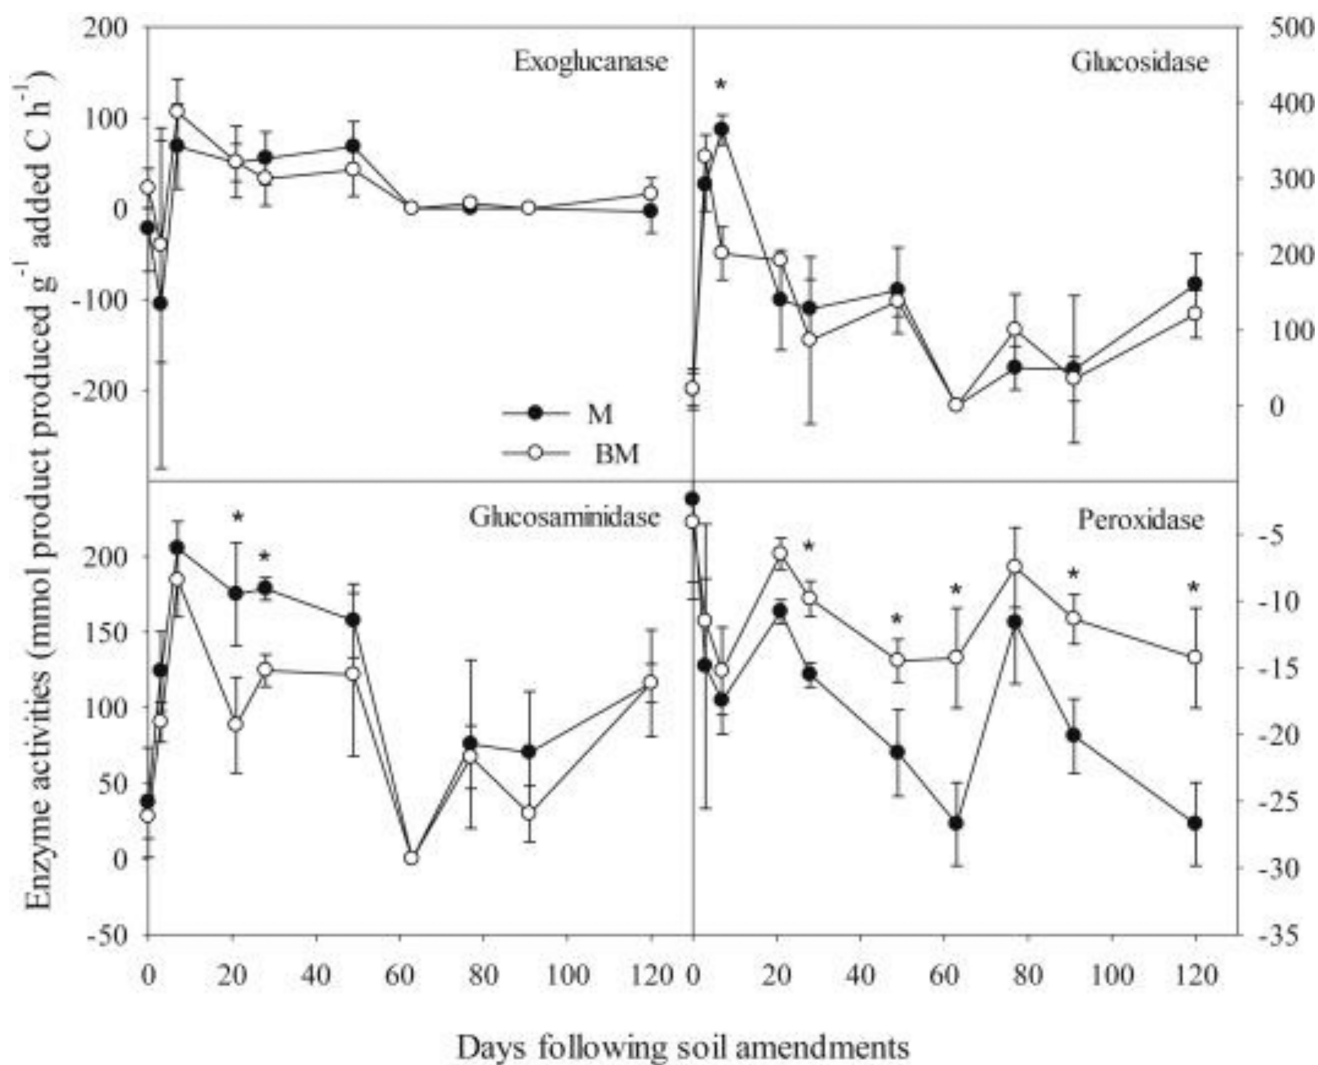 Enzyme activities (mmol product produced g⁻¹ added C h⁻¹)
200
100
0
-100
-200
Exoglucanase
M
BM
*
Glucosidase
500
400
300
200
100
0
200
150
100
50
0
-50
* *
Glucosaminidase
0 20 40 60 80 100 120
Peroxidase
* * * * *
-5
-10
-15
-20
-25
-30
-35
0 20 40 60 80 100 120
Days following soil amendments